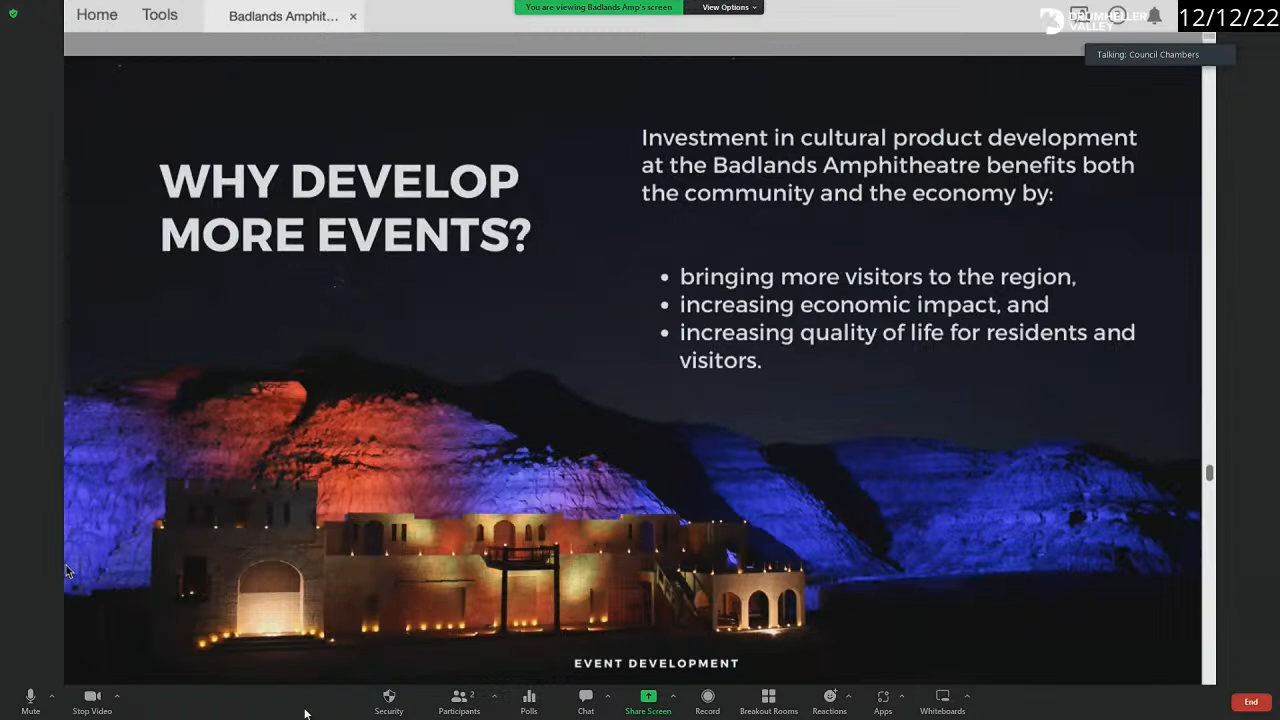 Home
Tools
Badlands Amphit... ×
You are viewing Badlands Amp's screen
View Options
DRUMHELLER
VALLEY
12/12/22
Talking: Council Chambers
WHY DEVELOP
MORE EVENTS?
Investment in cultural product development
at the Badlands Amphitheatre benefits both
the community and the economy by:
• bringing more visitors to the region,
• increasing economic impact, and
• increasing quality of life for residents and
visitors.
EVENT DEVELOPMENT
Mute
Stop Video
Security
Participants 2
Polls
Chat
Share Screen
Record
Breakout Rooms
Reactions
Apps
Whiteboards
End